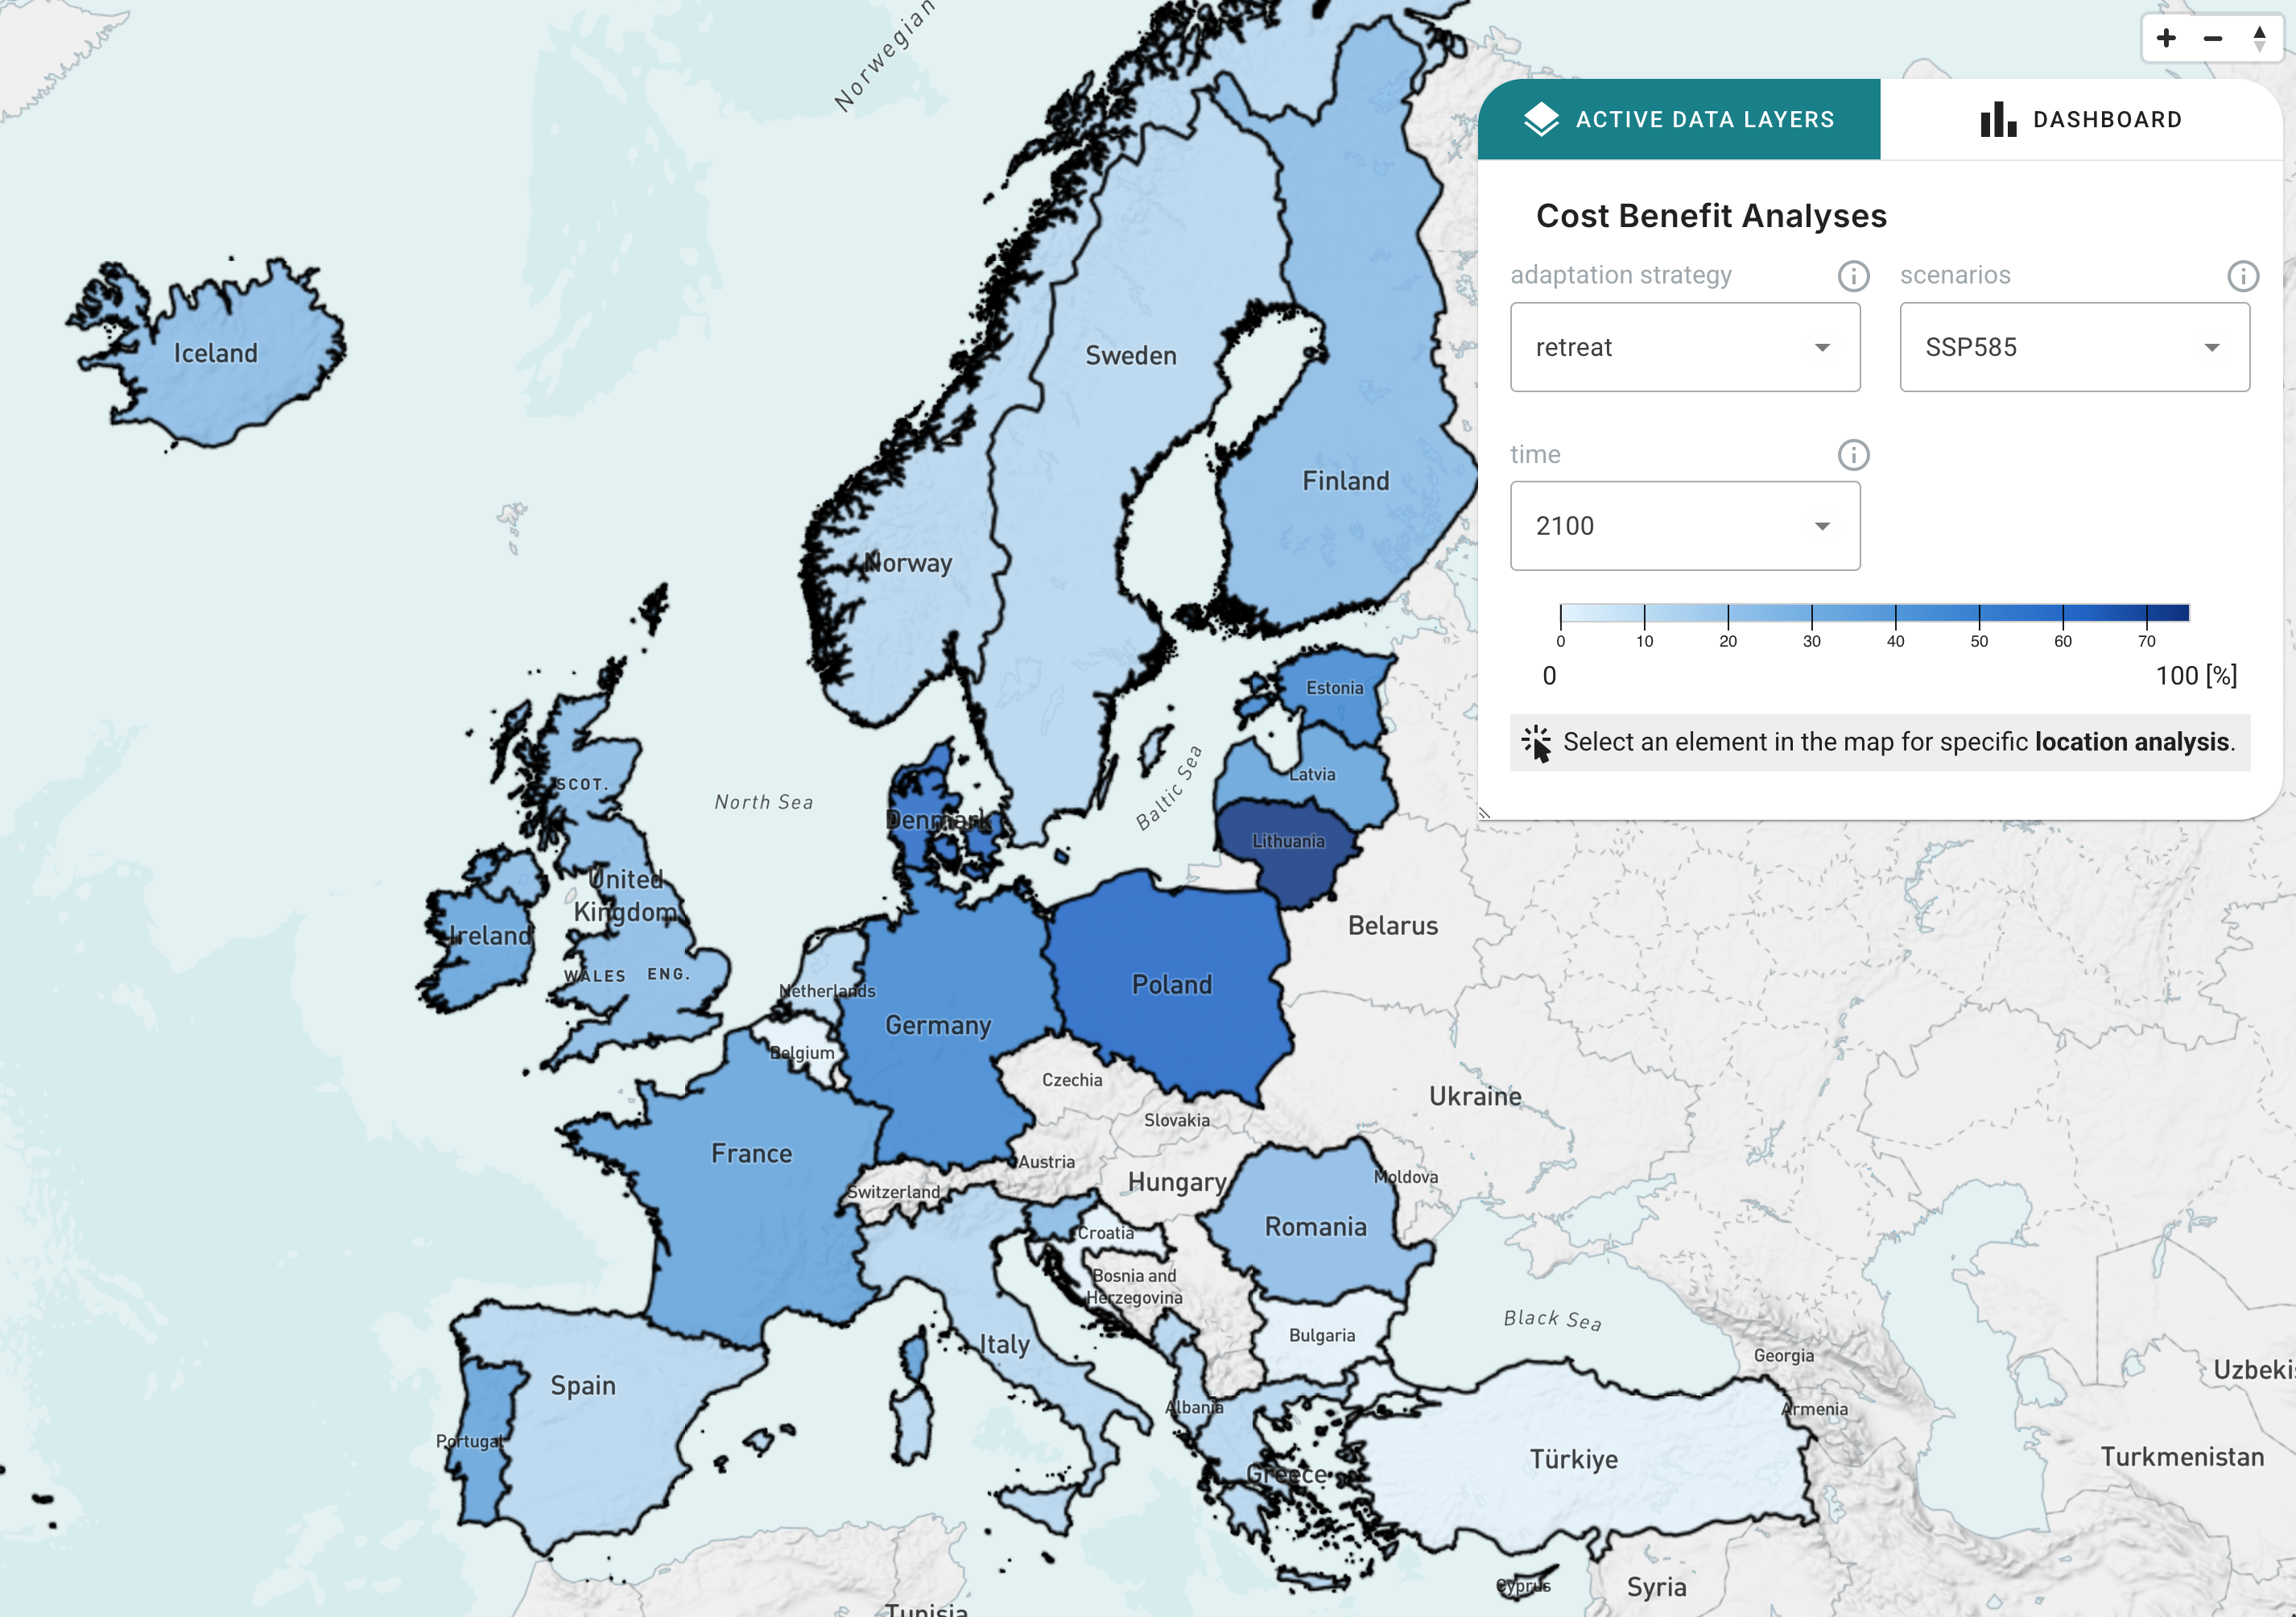 Norwegian
ACTIVE DATA LAYERS
DASHBOARD
Cost Benefit Analyses
adaptation strategy
scenarios
retreat
SSP585
time
2100
0 10 20 30 40 50 60 70
0
100 [%]
Select an element in the map for specific location analysis.
Iceland
Sweden
Finland
Norway
Estonia
Latvia
Lithuania
Baltic Sea
North Sea
SCOT.
Denmark
United
Kingdom
Ireland
WALES
ENG.
Belarus
Poland
Netherlands
Germany
Belgium
Czechia
Ukraine
Slovakia
France
Austria
Moldova
Switzerland
Hungary
Romania
Croatia
Bosnia and
Herzegovina
Black Sea
Bulgaria
Italy
Georgia
Uzbekis
Spain
Albania
Armenia
Portugal
Greece
Türkiye
Turkmenistan
Cyprus
Syria
Tunisia